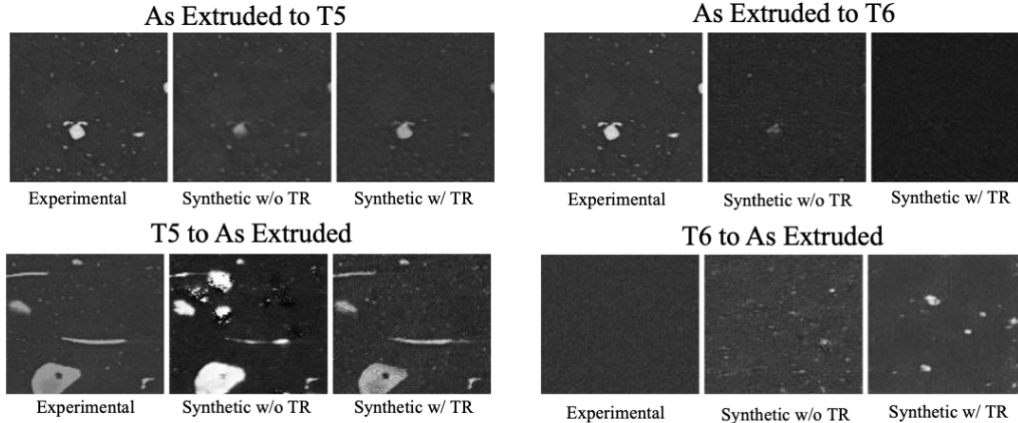 As Extruded to T5
As Extruded to T6
Experimental
Synthetic w/o TR
Synthetic w/ TR
Experimental
Synthetic w/o TR
Synthetic w/ TR
T5 to As Extruded
T6 to As Extruded
Experimental
Synthetic w/o TR
Synthetic w/ TR
Experimental
Synthetic w/o TR
Synthetic w/ TR